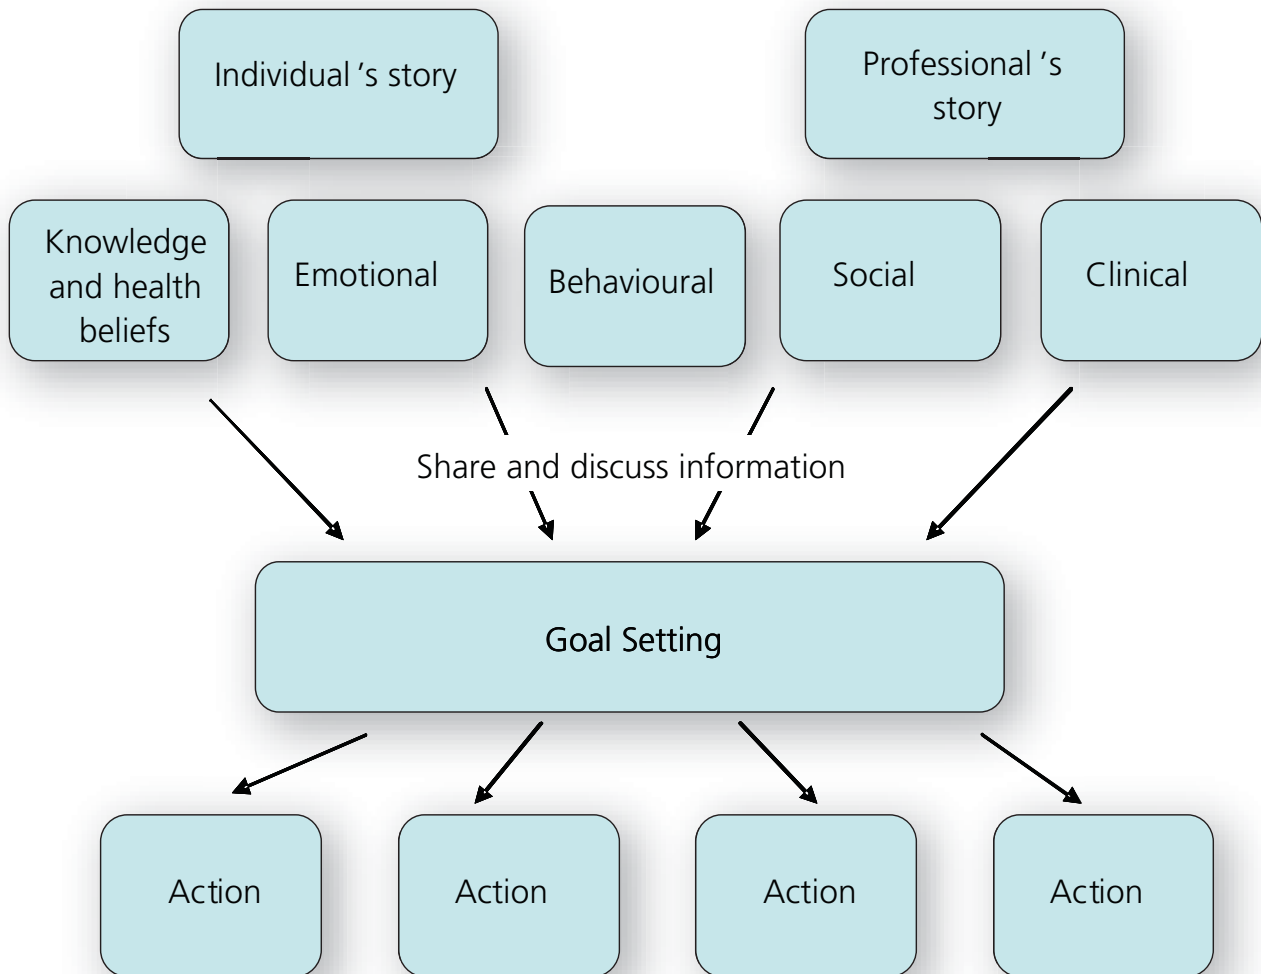 Individual 's story
Professional 's
story
Knowledge
and health
beliefs
Emotional
Behavioural
Social
Clinical
Share and discuss information
Goal Setting
Action
Action
Action
Action